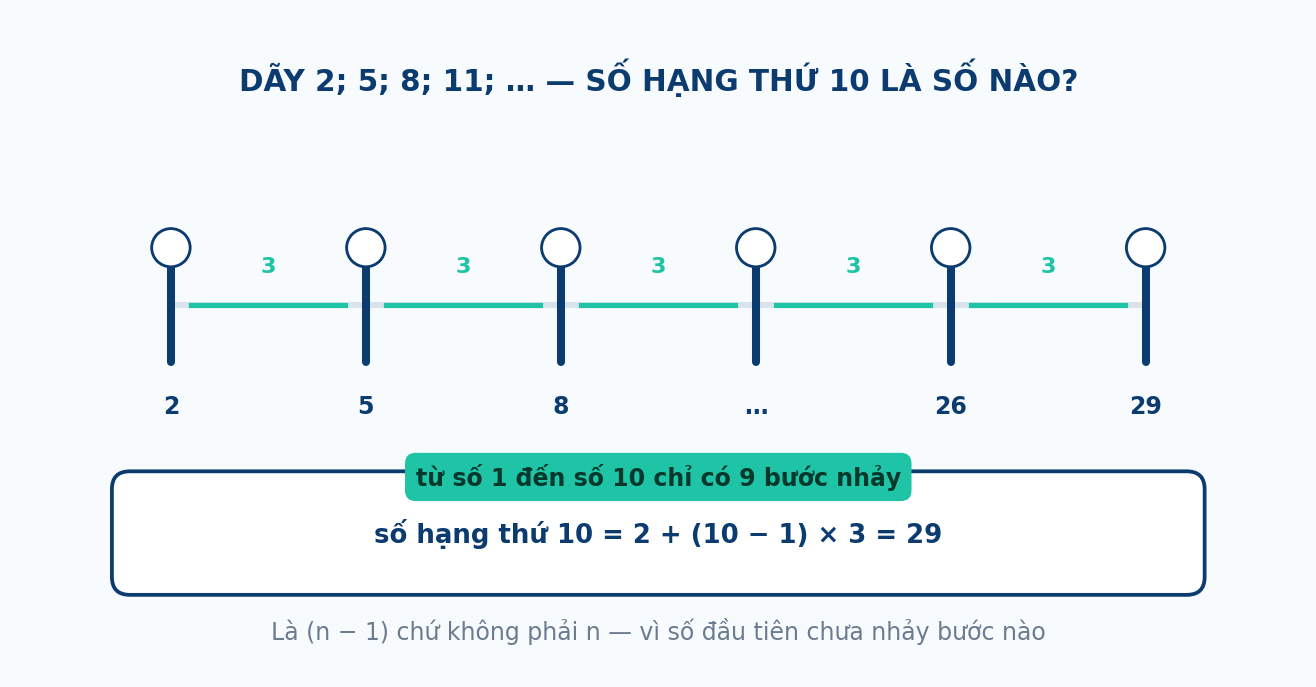 DÃY 2; 5; 8; 11; … — SỐ HẠNG THỨ 10 LÀ SỐ NÀO?
3 3 3 3 3
2 5 8 … 26 29
từ số 1 đến số 10 chỉ có 9 bước nhảy
số hạng thứ 10 = 2 + (10 − 1) × 3 = 29
Là (n − 1) chứ không phải n — vì số đầu tiên chưa nhảy bước nào